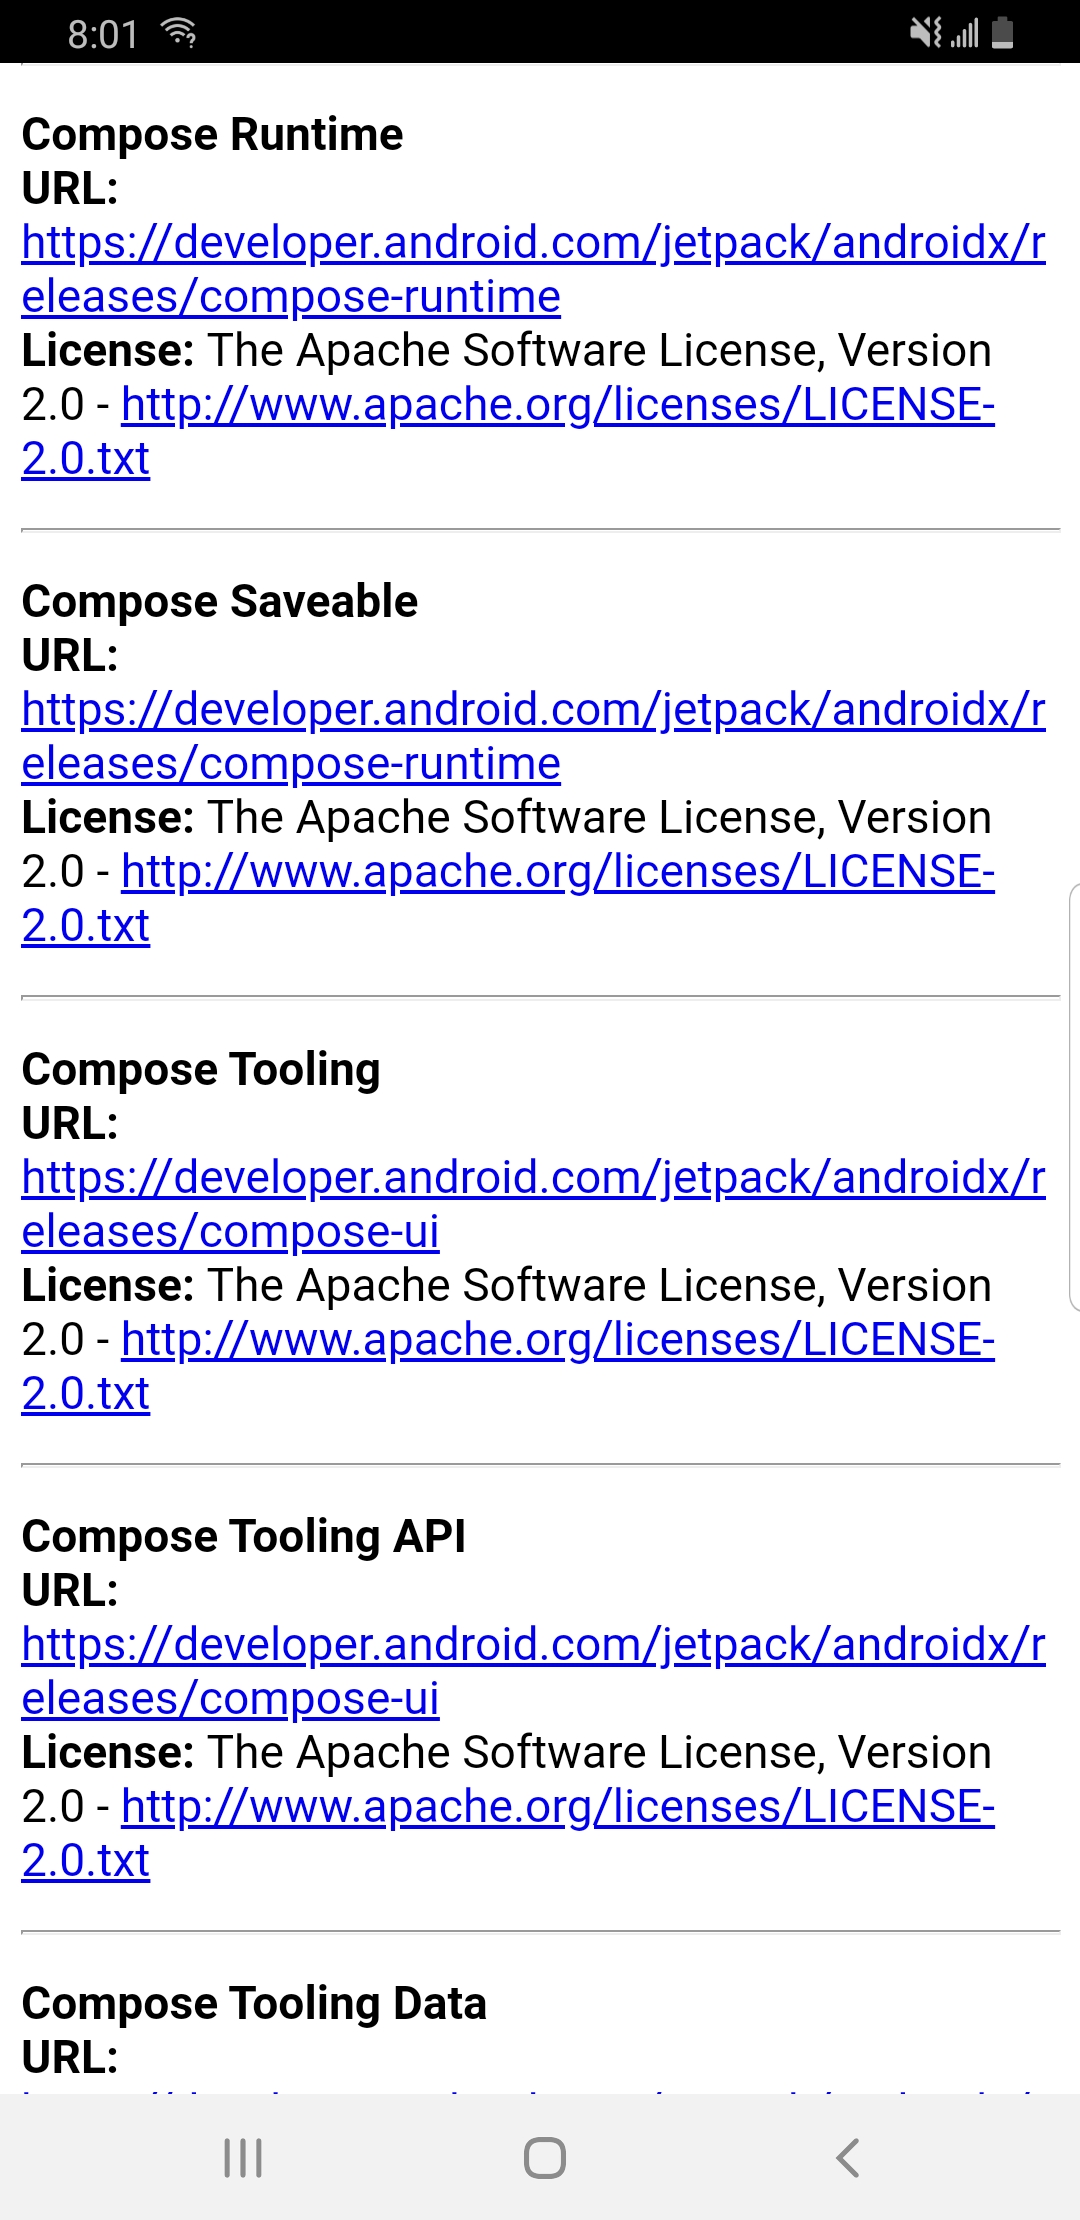 8:01
Compose Runtime
URL:
https://developer.android.com/jetpack/androidx/r
eleases/compose-runtime
License: The Apache Software License, Version
2.0 - http://www.apache.org/licenses/LICENSE-
2.0.txt
Compose Saveable
URL:
https://developer.android.com/jetpack/androidx/r
eleases/compose-runtime
License: The Apache Software License, Version
2.0 - http://www.apache.org/licenses/LICENSE-
2.0.txt
Compose Tooling
URL:
https://developer.android.com/jetpack/androidx/r
eleases/compose-ui
License: The Apache Software License, Version
2.0 - http://www.apache.org/licenses/LICENSE-
2.0.txt
Compose Tooling API
URL:
https://developer.android.com/jetpack/androidx/r
eleases/compose-ui
License: The Apache Software License, Version
2.0 - http://www.apache.org/licenses/LICENSE-
2.0.txt
Compose Tooling Data
URL: